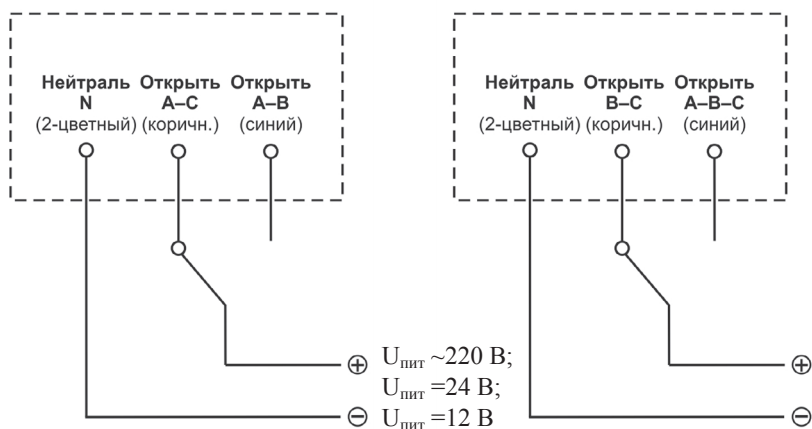 Нейтраль Открыть Открыть
N A–C A–B
(2-цветный) (коричн.) (синий)
Нейтраль Открыть Открыть
N B–C A–B–C
(2-цветный) (коричн.) (синий)
⊕ Uпит ~220 В;
Uпит =24 В;
⊖ Uпит =12 В
⊕
⊖